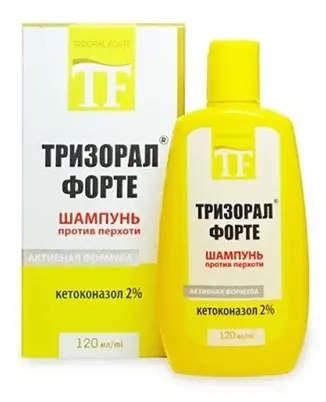 TRIZORAL FORTE
TF
ТРИЗОРАЛ®
ФОРТЕ
ШАМПУНЬ
против перхоти
АКТИВНАЯ ФОРМУЛА
кетоконазол 2%
120 мл/ml
TF
ТРИЗОРАЛ®
ФОРТЕ
ШАМПУНЬ
против перхоти
АКТИВНАЯ ФОРМУЛА
кетоконазол 2%
120 мл/ml